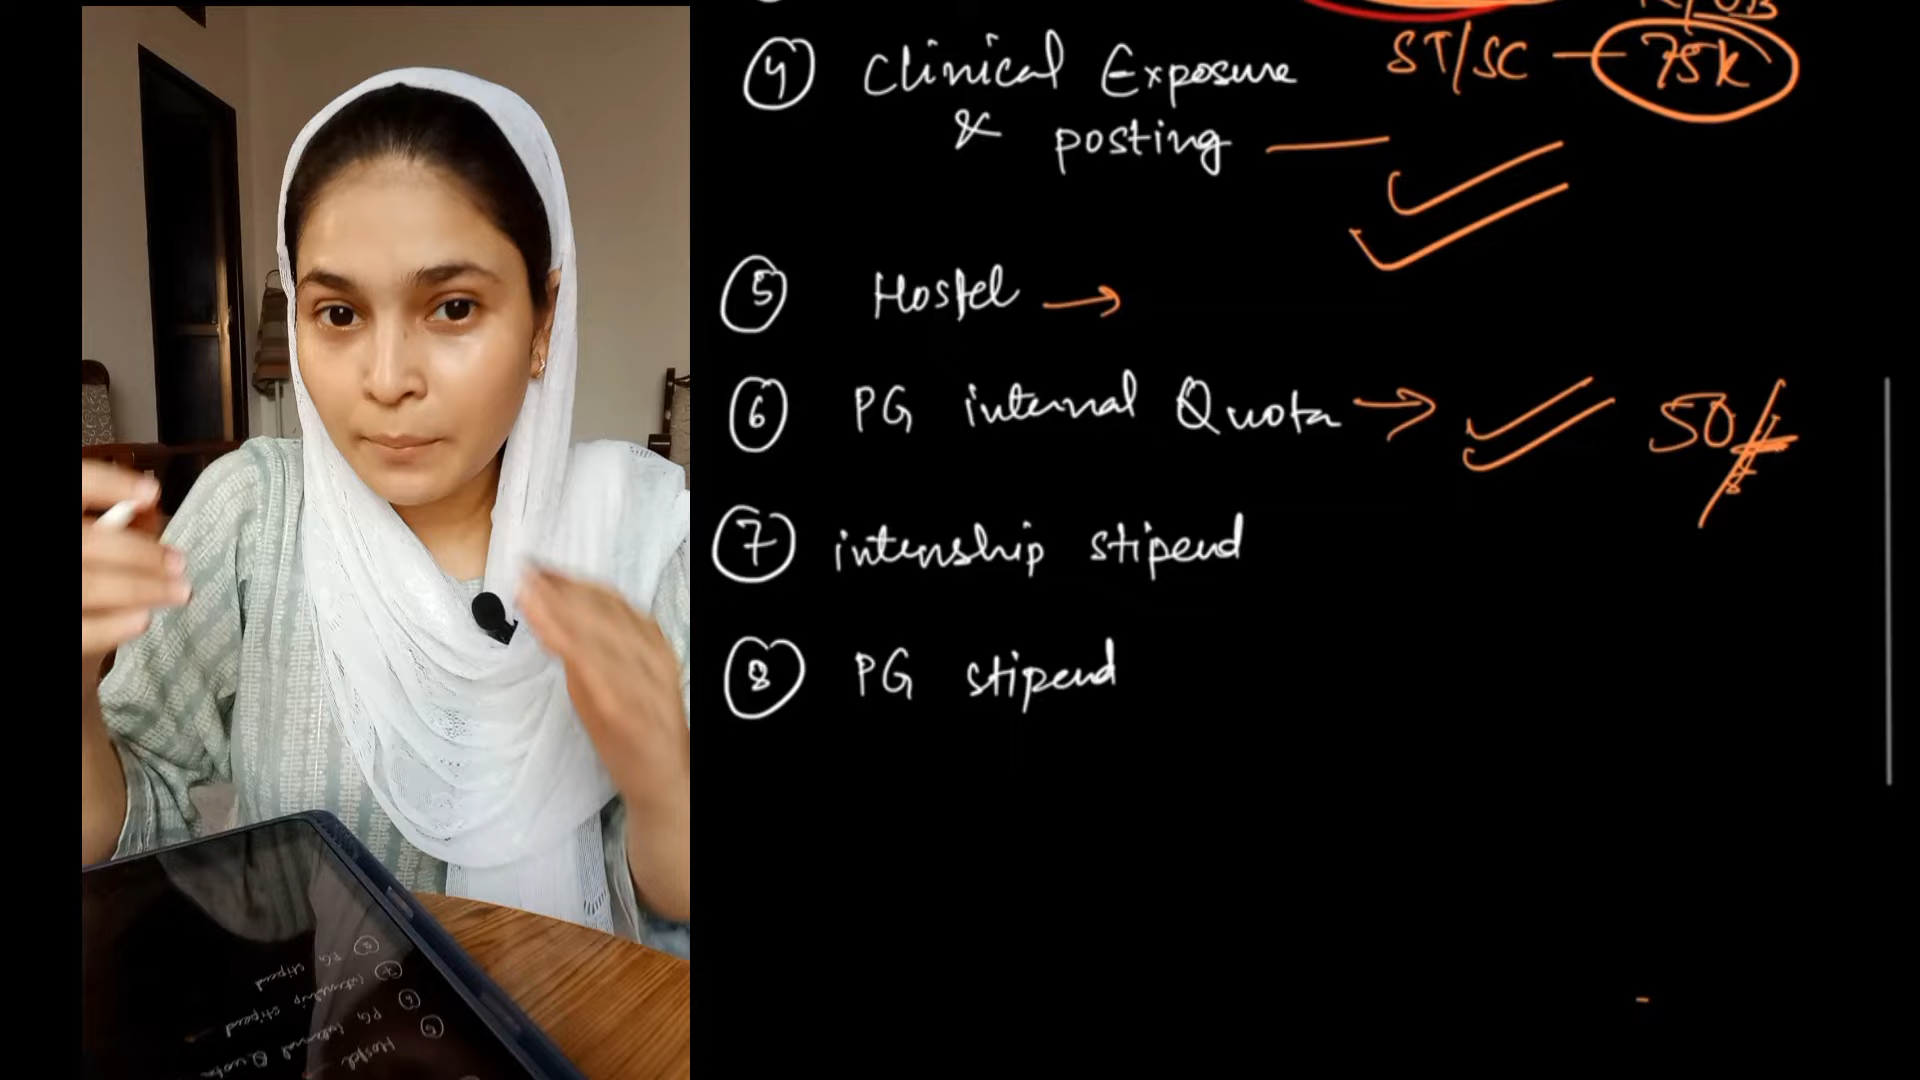 ④ Clinical Exposure
& posting
ST/SC — 75k
⑤ Hostel →
⑥ PG internal Quota → 50%
⑦ internship stipend
⑧ PG stipend